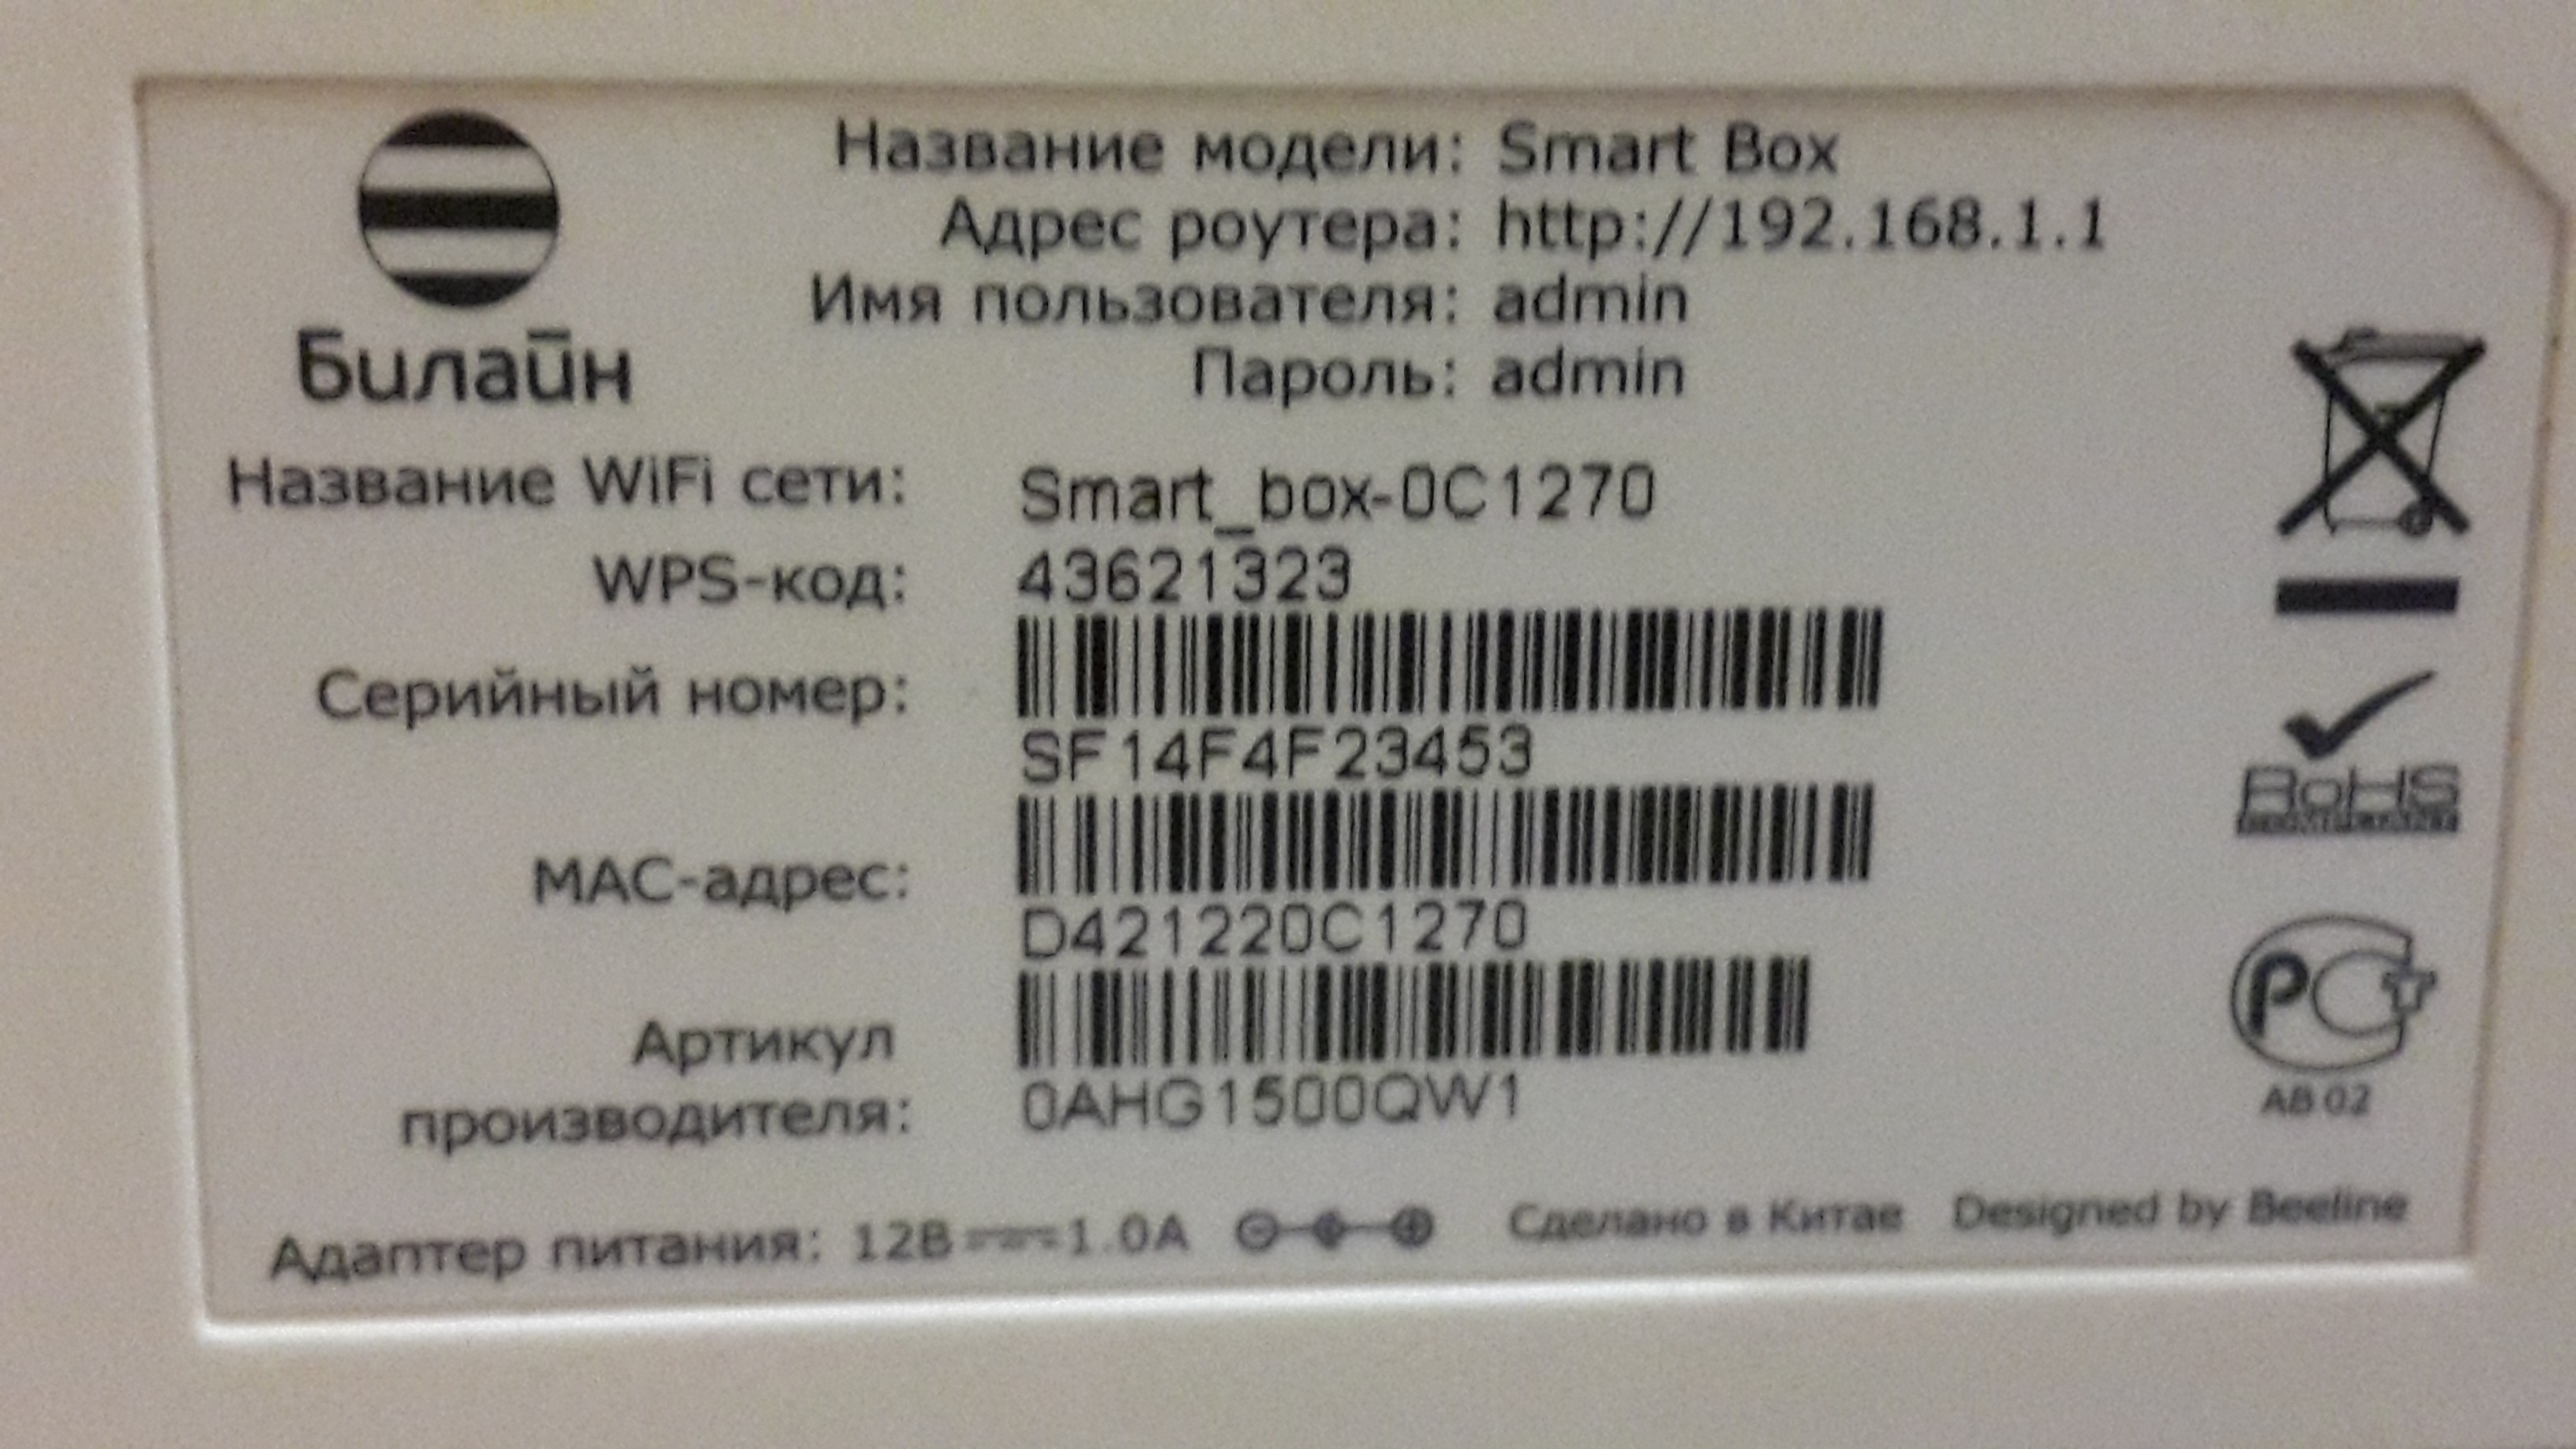 Билайн
Название модели: Smart Box
Адрес роутера: http://192.168.1.1
Имя пользователя: admin
Пароль: admin
Название WiFi сети: Smart_box-0C1270
WPS-код: 43621323
Серийный номер:
SF14F4F23453
MAC-адрес:
D421220C1270
Артикул
производителя: 0AHG1500QW1
Адаптер питания: 12В 1.0А
Сделано в Китае Designed by Beeline
RoHS
РСТ
АВ 02